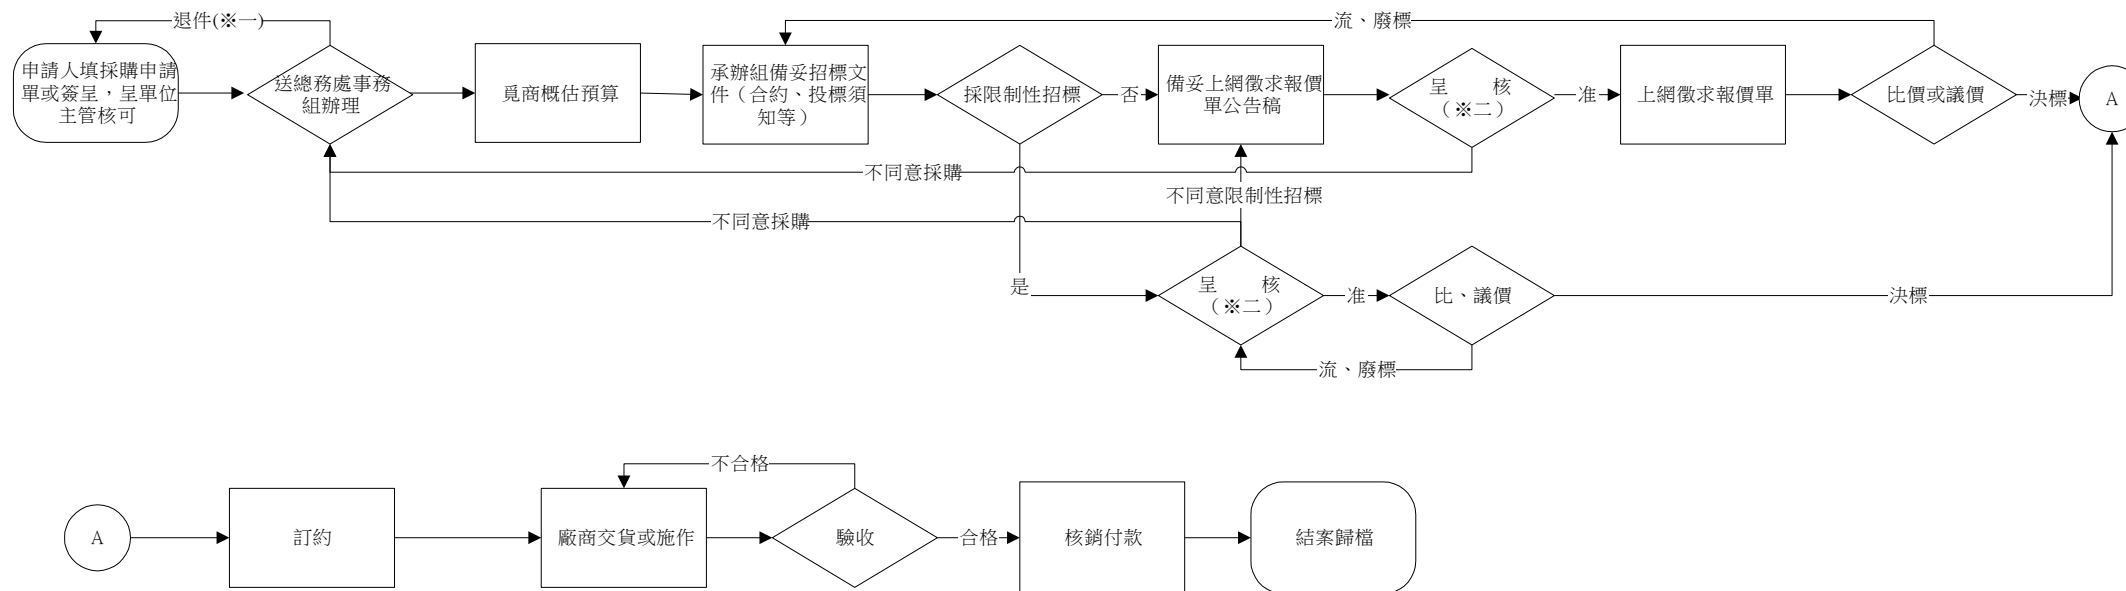 退件(※一)
流、廢標
申請人填採購申請
單或簽呈，呈單位
主管核可
送總務處事務
組辦理
覓商概估預算
承辦組備妥招標文
件（合約、投標須
知等）
採限制性招標
否
備妥上網徵求報價
單公告稿
呈　　核
（※二）
准
上網徵求報價單
比價或議價
決標
A
不同意採購
不同意限制性招標
不同意採購
是
呈　　核
（※二）
准
比、議價
決標
流、廢標
不合格
A
訂約
廠商交貨或施作
驗收
合格
核銷付款
結案歸檔